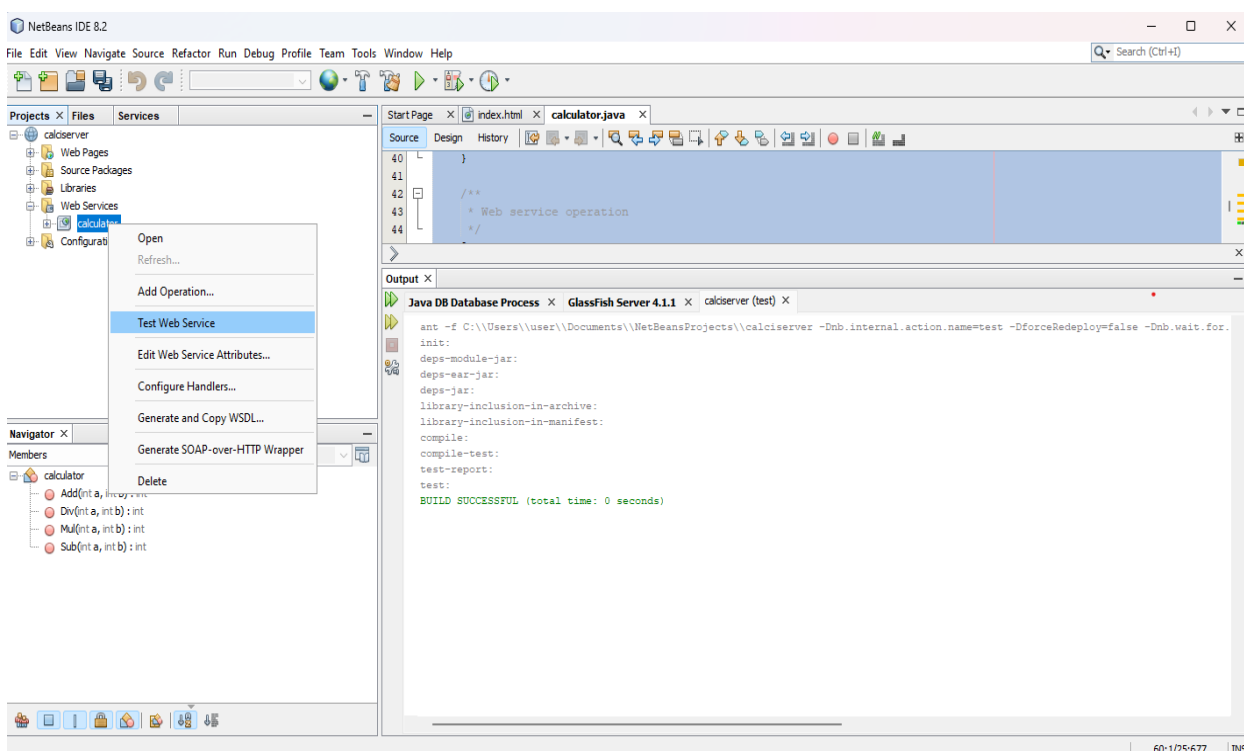 NetBeans IDE 8.2
File Edit View Navigate Source Refactor Run Debug Profile Team Tools Window Help
Search (Ctrl+I)
Projects Files Services
calciserver
Web Pages
Source Packages
Libraries
Web Services
calculator
Configurati
Open
Refresh...
Add Operation...
Test Web Service
Edit Web Service Attributes...
Configure Handlers...
Generate and Copy WSDL...
Generate SOAP-over-HTTP Wrapper
Delete
Navigator
Members
calculator
Add(int a, int b) : int
Div(int a, int b) : int
Mul(int a, int b) : int
Sub(int a, int b) : int
Start Page index.html calculator.java
Source Design History
40 }
41
42 /**
43 * Web service operation
44 */
Output
Java DB Database Process GlassFish Server 4.1.1 calciserver (test)
ant -f C:\\Users\\user\\Documents\\NetBeansProjects\\calciserver -Dnb.internal.action.name=test -DforceRedeploy=false -Dnb.wait.for.
init:
deps-module-jar:
deps-ear-jar:
deps-jar:
library-inclusion-in-archive:
library-inclusion-in-manifest:
compile:
compile-test:
test-report:
test:
BUILD SUCCESSFUL (total time: 0 seconds)
60:1/25:677 INS